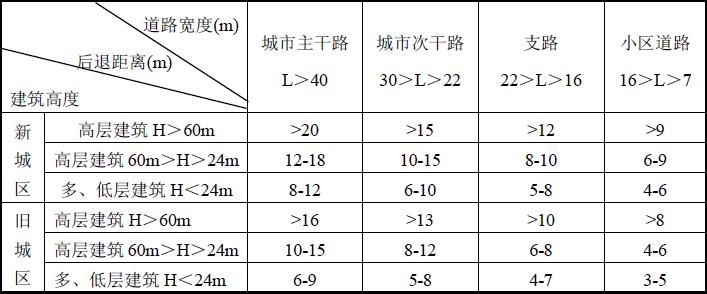 道路宽度(m)
后退距离(m)
建筑高度
城市主干路 L＞40
城市次干路 30＞L＞22
支路 22＞L＞16
小区道路 16＞L＞7
新城区
高层建筑 H＞60m >20 >15 >12 >9
高层建筑 60m＞H＞24m 12-18 10-15 8-10 6-9
多、低层建筑 H＜24m 8-12 6-10 5-8 4-6
旧城区
高层建筑 H＞60m >16 >13 >10 >8
高层建筑 60m＞H＞24m 10-15 8-12 6-8 4-6
多、低层建筑 H＜24m 6-9 5-8 4-7 3-5